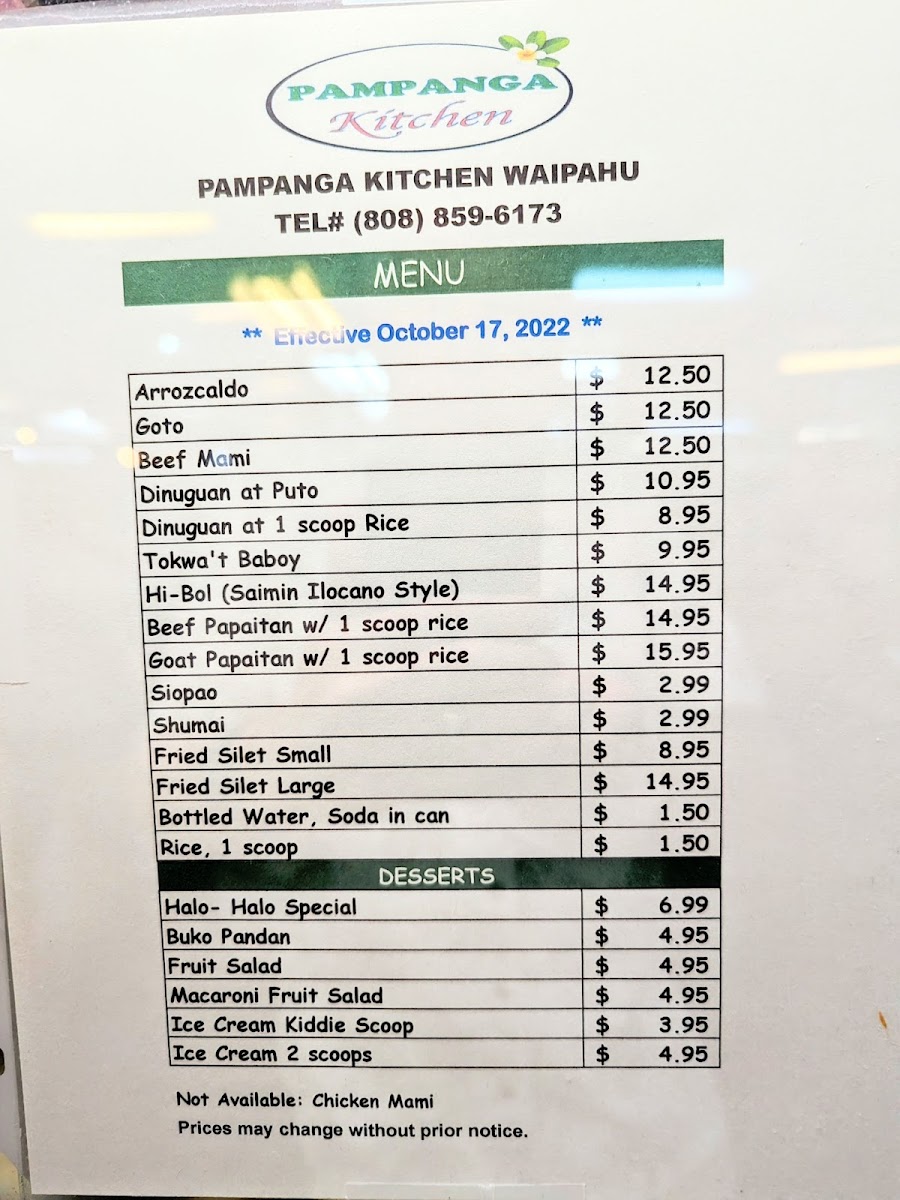 PAMPANGA
Kitchen
PAMPANGA KITCHEN WAIPAHU
TEL# (808) 859-6173
MENU
** Effective October 17, 2022 **
Arrozcaldo $ 12.50
Goto $ 12.50
Beef Mami $ 12.50
Dinuguan at Puto $ 10.95
Dinuguan at 1 scoop Rice $ 8.95
Tokwa't Baboy $ 9.95
Hi-Bol (Saimin Ilocano Style) $ 14.95
Beef Papaitan w/ 1 scoop rice $ 14.95
Goat Papaitan w/ 1 scoop rice $ 15.95
Siopao $ 2.99
Shumai $ 2.99
Fried Silet Small $ 8.95
Fried Silet Large $ 14.95
Bottled Water, Soda in can $ 1.50
Rice, 1 scoop $ 1.50
DESSERTS
Halo- Halo Special $ 6.99
Buko Pandan $ 4.95
Fruit Salad $ 4.95
Macaroni Fruit Salad $ 4.95
Ice Cream Kiddie Scoop $ 3.95
Ice Cream 2 scoops $ 4.95
Not Available: Chicken Mami
Prices may change without prior notice.